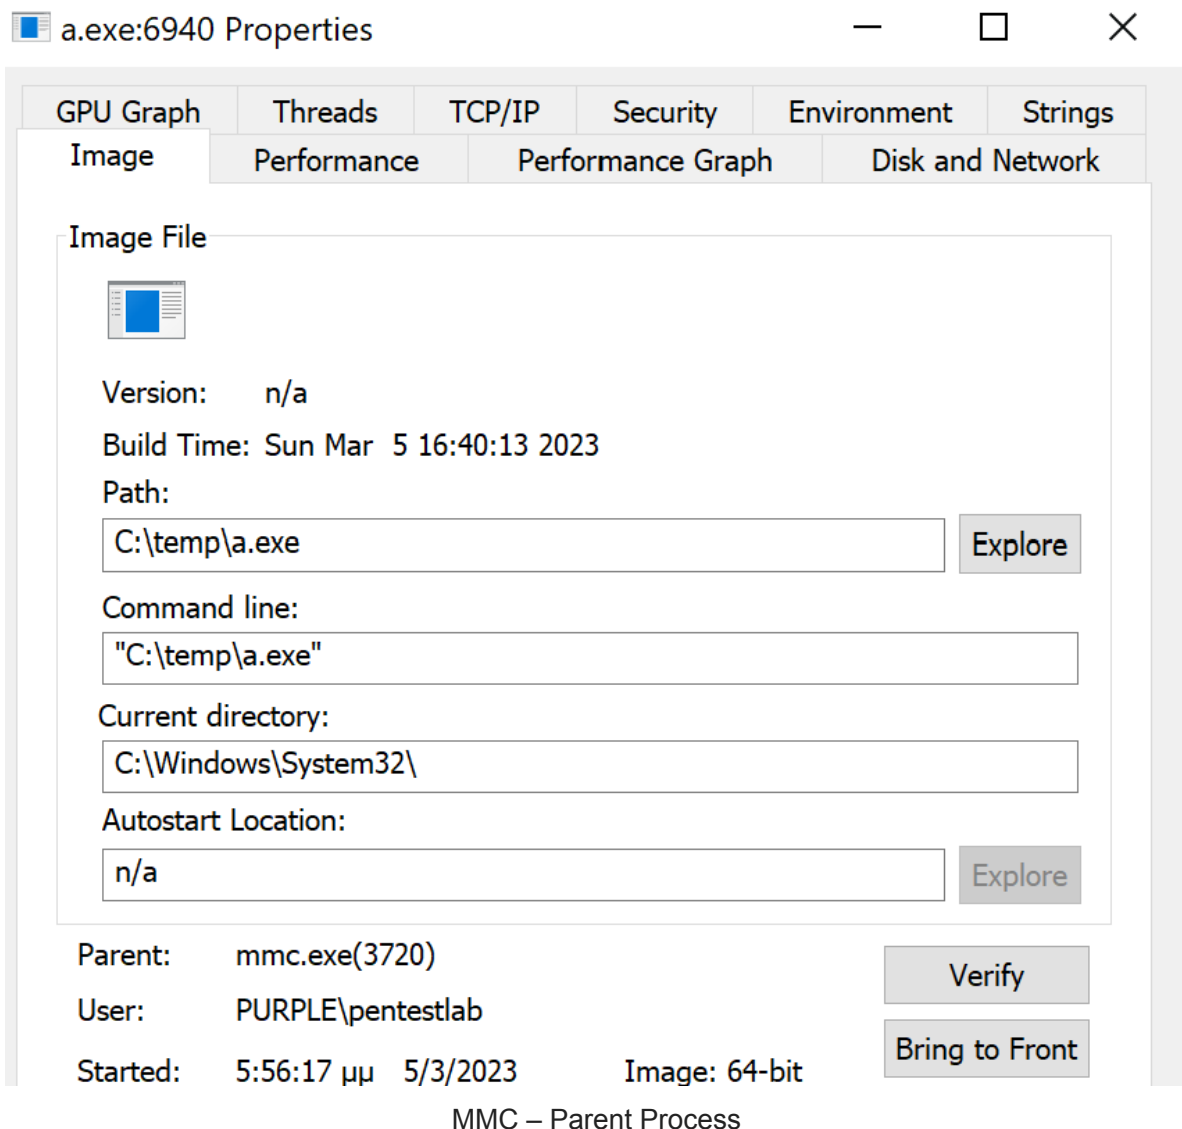 a.exe:6940 Properties
GPU Graph Threads TCP/IP Security Environment Strings
Image Performance Performance Graph Disk and Network
Image File
Version: n/a
Build Time: Sun Mar  5 16:40:13 2023
Path:
C:\temp\a.exe Explore
Command line:
"C:\temp\a.exe"
Current directory:
C:\Windows\System32\
Autostart Location:
n/a Explore
Parent: mmc.exe(3720)
Verify
User: PURPLE\pentestlab
Bring to Front
Started: 5:56:17 μμ 5/3/2023 Image: 64-bit
MMC – Parent Process